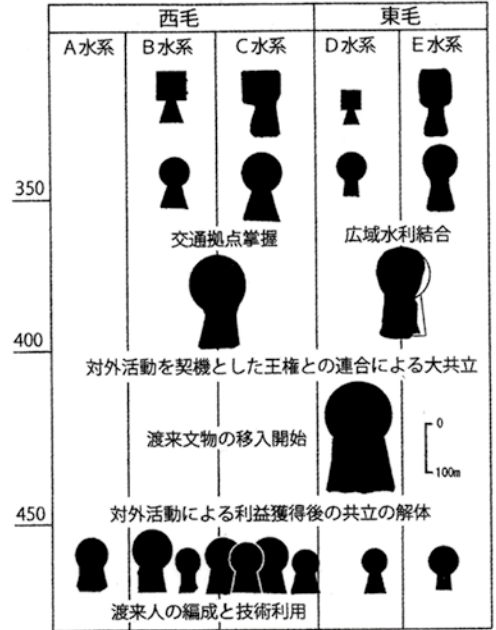 西毛 東毛
A水系 B水系 C水系 D水系 E水系
350
交通拠点掌握 広域水利結合
400
対外活動を契機とした王権との連合による大共立
渡来文物の移入開始
0
100m
450
対外活動による利益獲得後の共立の解体
渡来人の編成と技術利用